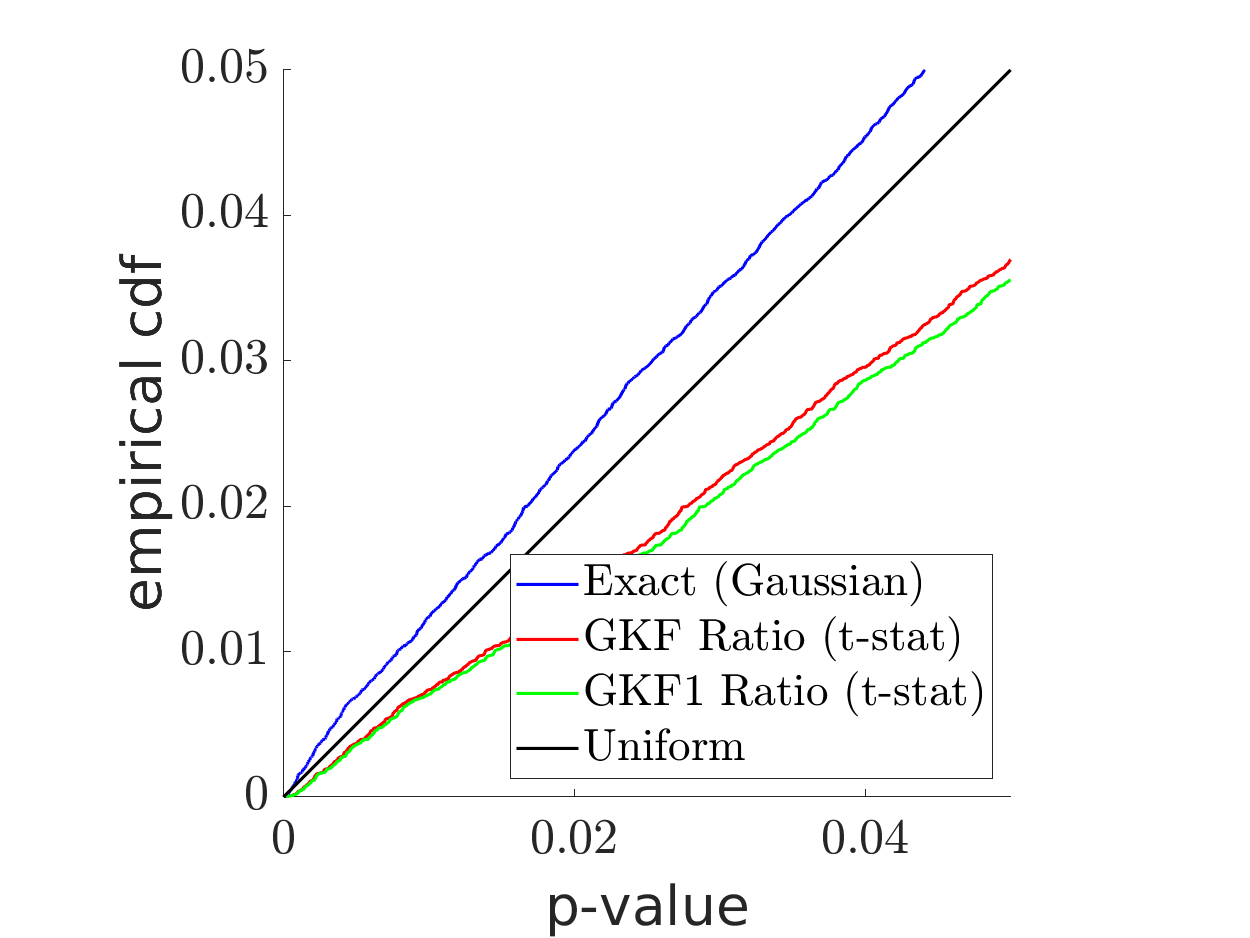 0.05
0.04
0.03
0.02
0.01
0
empirical cdf
Exact (Gaussian)
GKF Ratio (t-stat)
GKF1 Ratio (t-stat)
Uniform
0 0.02 0.04
p-value